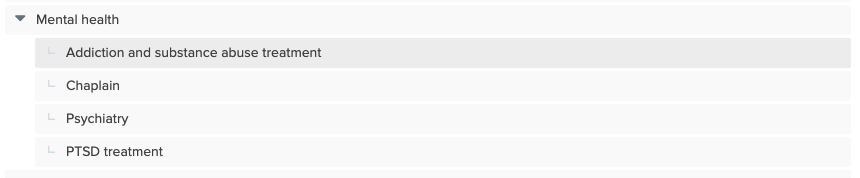 Mental health
Addiction and substance abuse treatment
Chaplain
Psychiatry
PTSD treatment